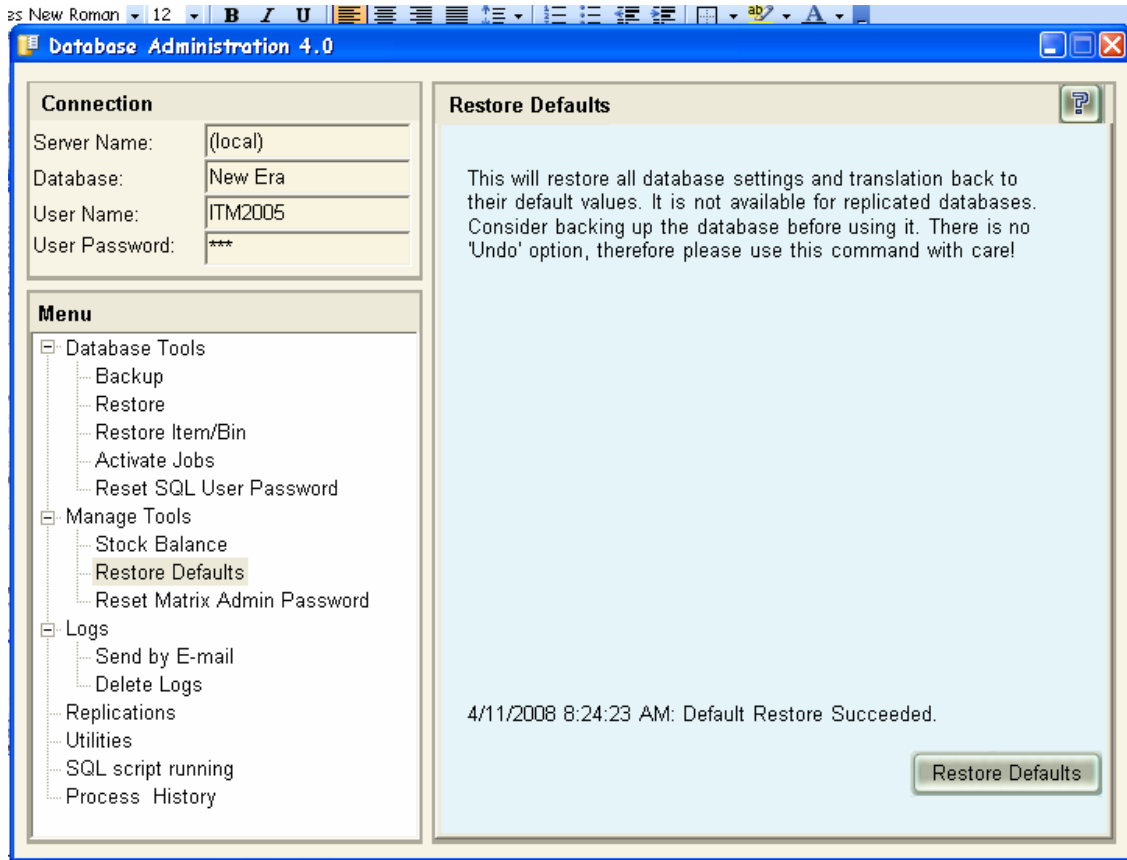 es New Roman 12 B I U ab A
Database Administration 4.0
Connection
Server Name: (local)
Database: New Era
User Name: ITM2005
User Password: ***
Menu
Database Tools
Backup
Restore
Restore Item/Bin
Activate Jobs
Reset SQL User Password
Manage Tools
Stock Balance
Restore Defaults
Reset Matrix Admin Password
Logs
Send by E-mail
Delete Logs
Replications
Utilities
SQL script running
Process  History
Restore Defaults ?
This will restore all database settings and translation back to
their default values. It is not available for replicated databases.
Consider backing up the database before using it. There is no
'Undo' option, therefore please use this command with care!
4/11/2008 8:24:23 AM: Default Restore Succeeded.
Restore Defaults